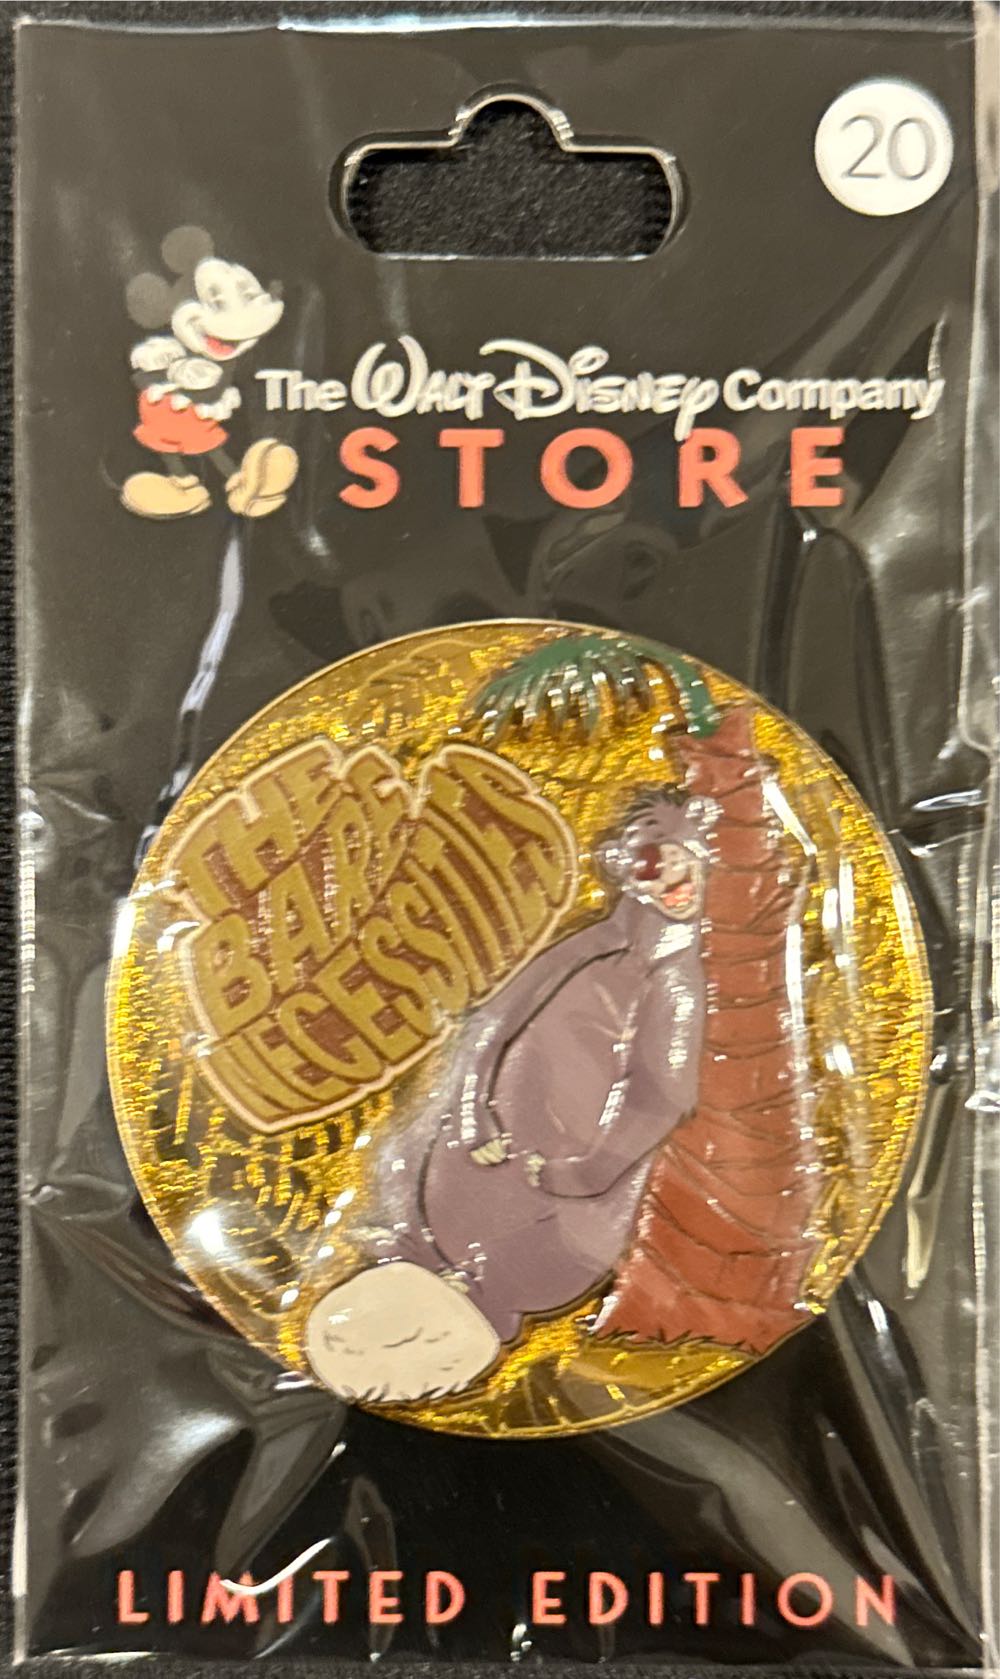 20
The WALT DISNEY Company
STORE
THE
BARE
NECESSITIES
LIMITED EDITION